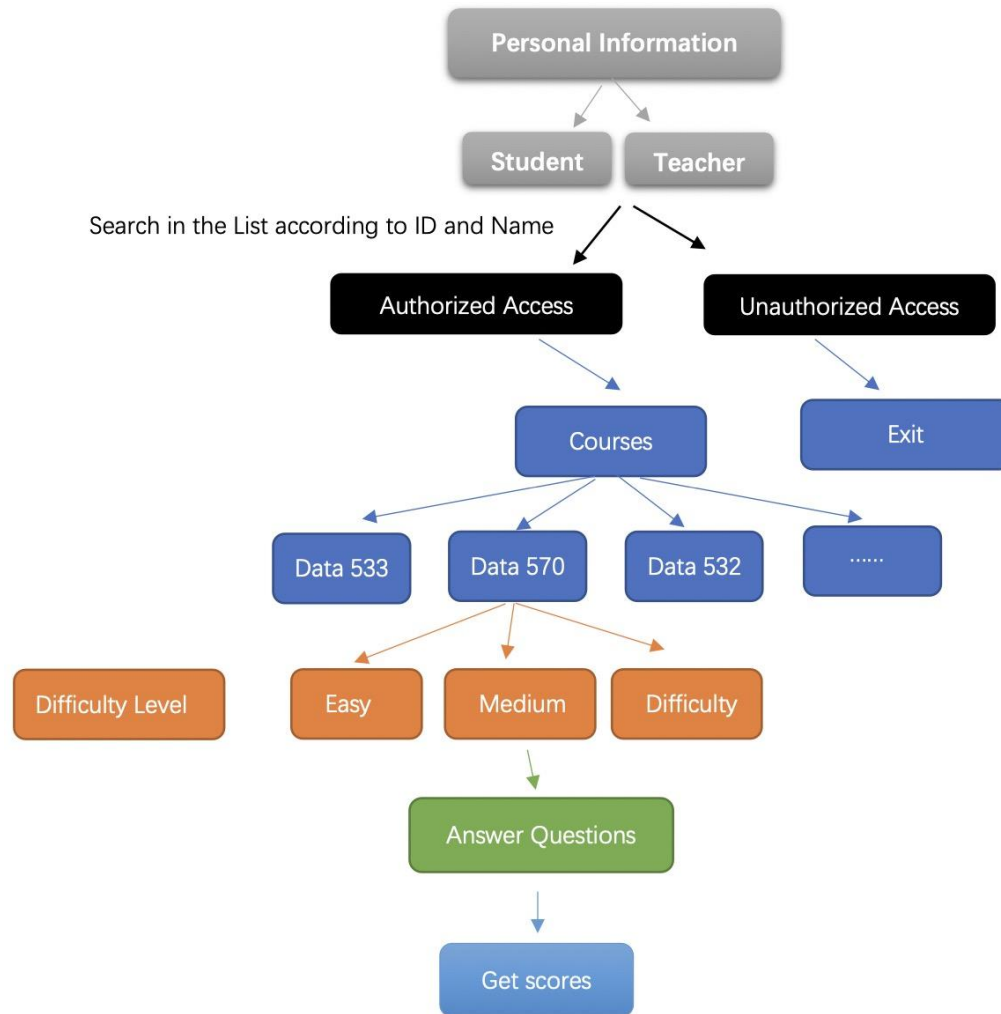 Personal Information
Student
Teacher
Search in the List according to ID and Name
Authorized Access
Unauthorized Access
Courses
Exit
Data 533
Data 570
Data 532
......
Difficulty Level
Easy
Medium
Difficulty
Answer Questions
Get scores